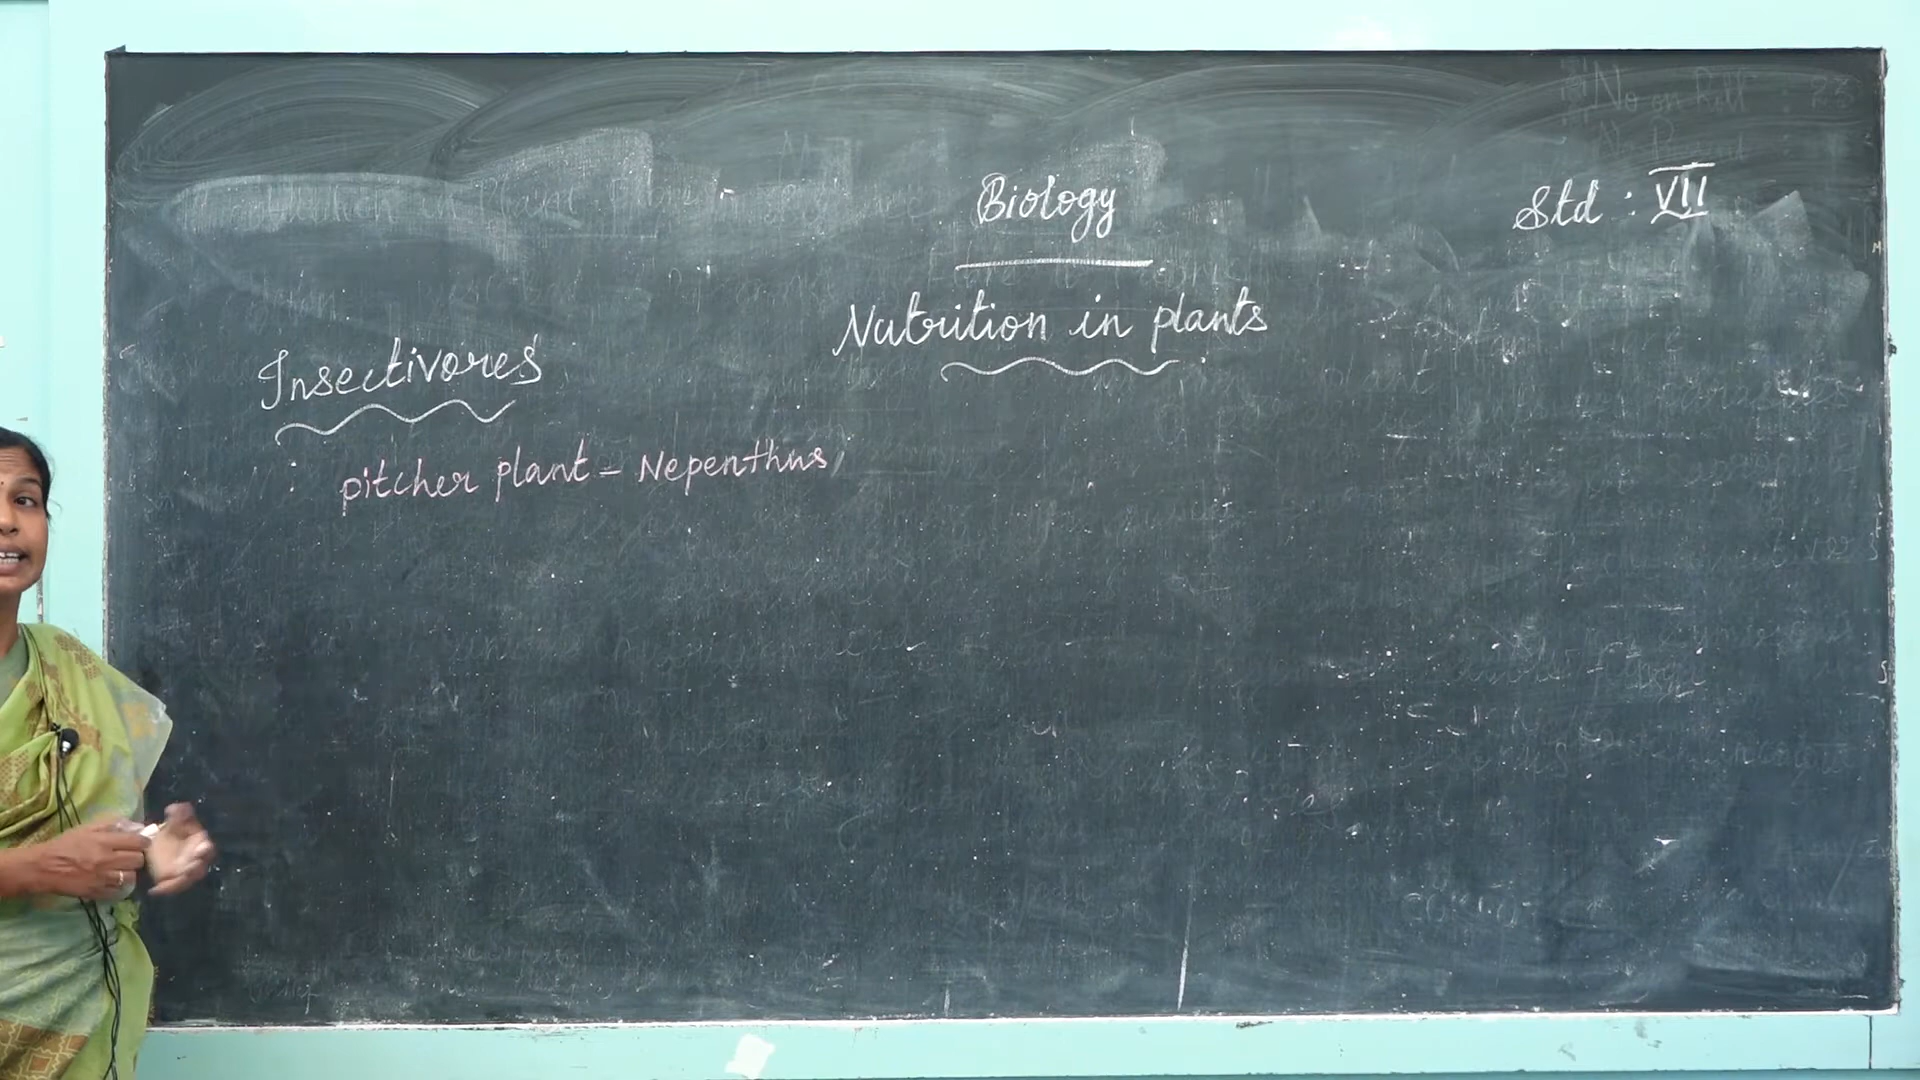 Biology
Std : VII
Nutrition in plants
Insectivores
pitcher plant - Nepenthus